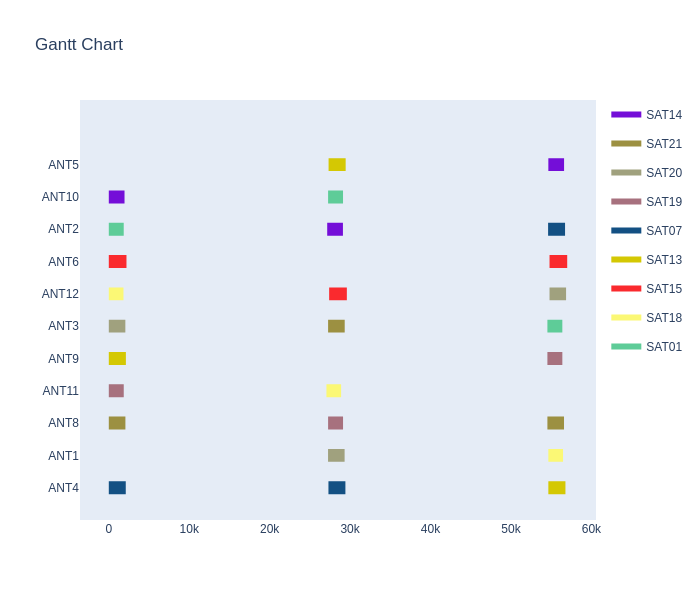 Gantt Chart
ANT5
ANT10
ANT2
ANT6
ANT12
ANT3
ANT9
ANT11
ANT8
ANT1
ANT4
0 10k 20k 30k 40k 50k 60k
SAT14
SAT21
SAT20
SAT19
SAT07
SAT13
SAT15
SAT18
SAT01